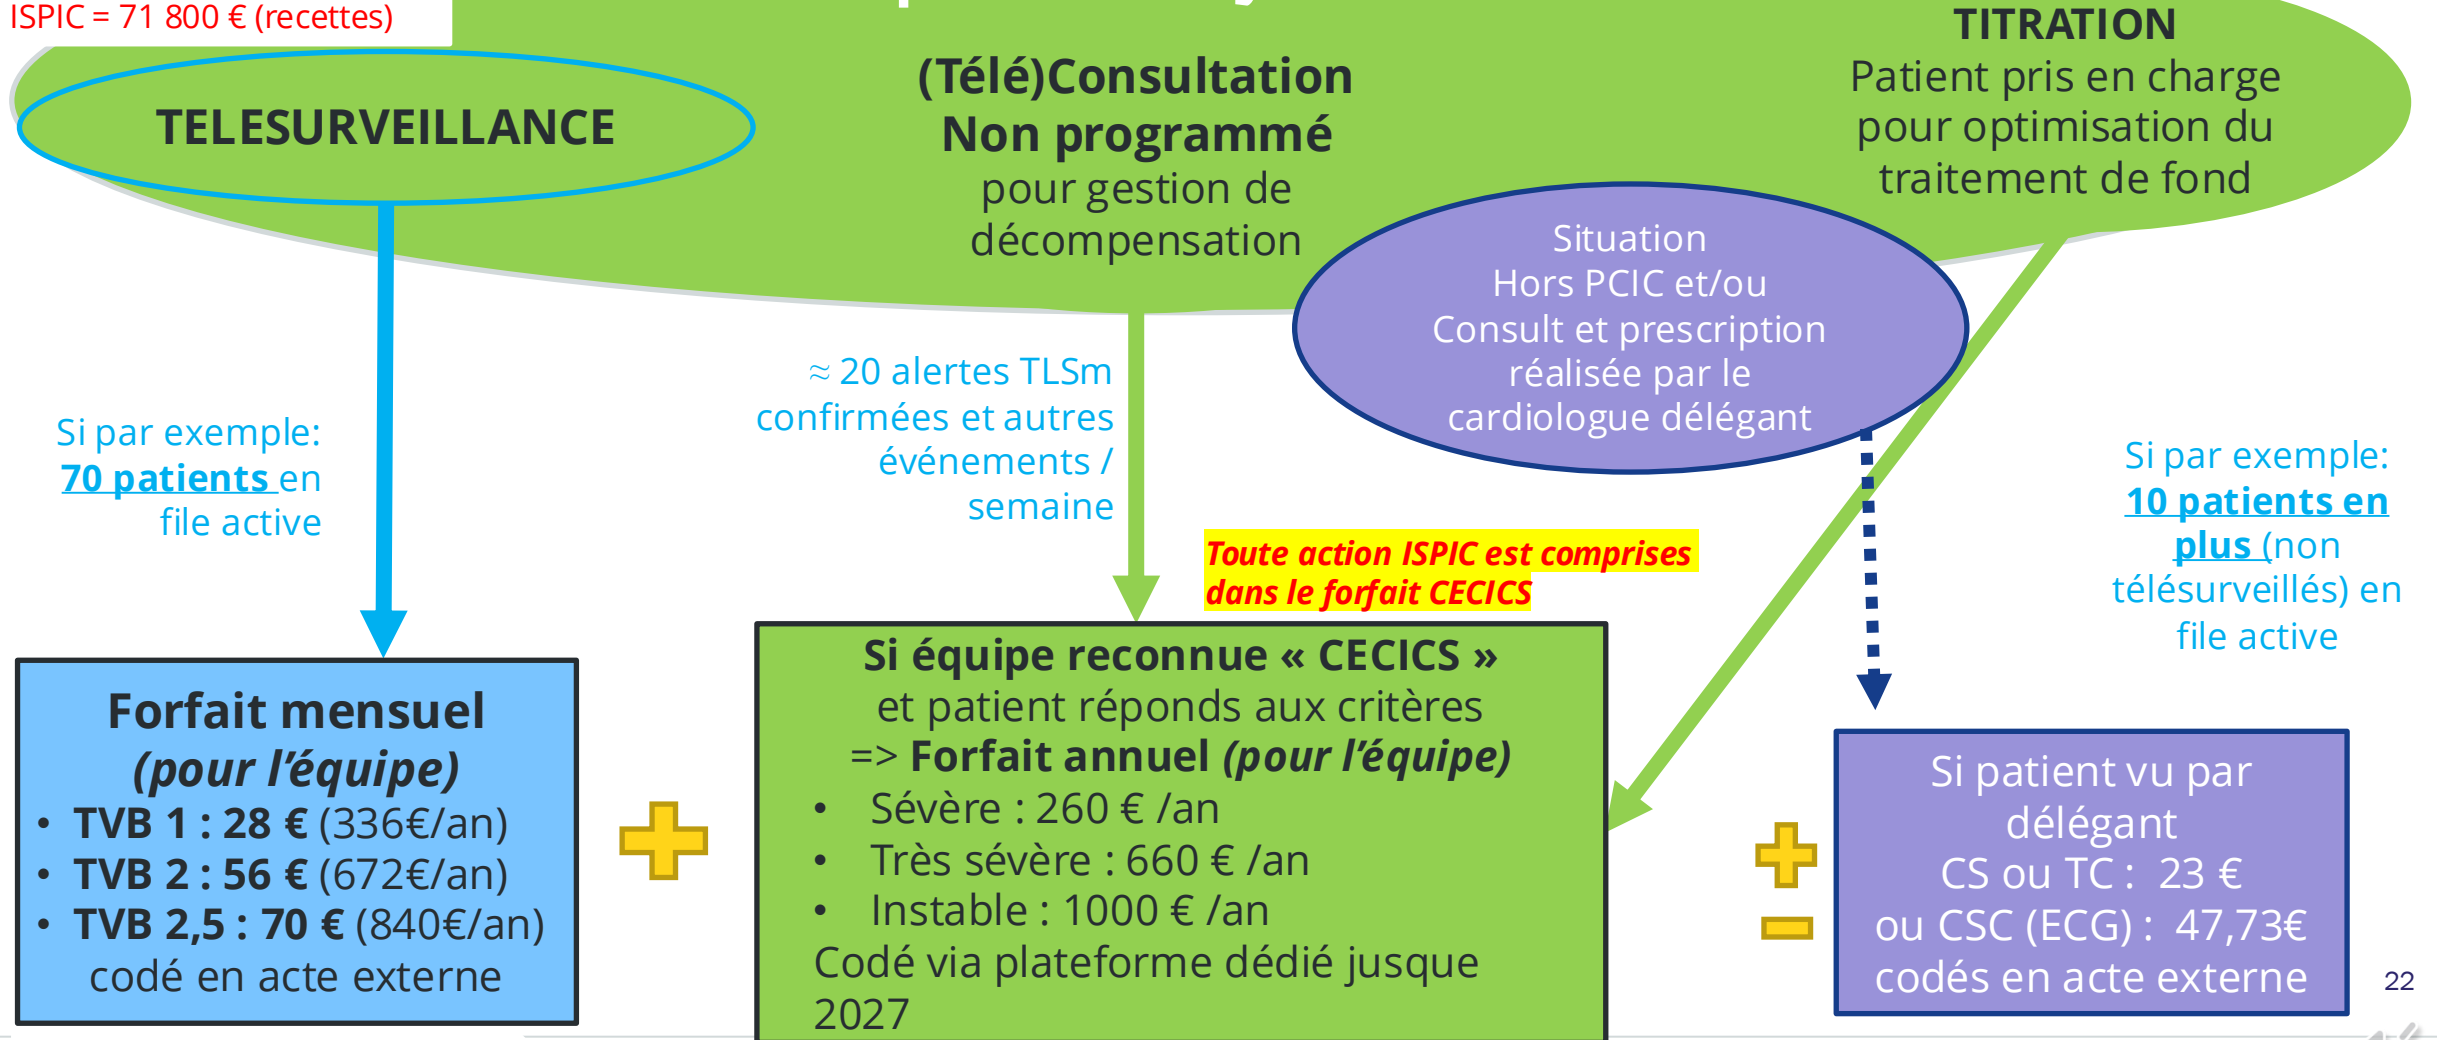 ISPIC = 71 800 € (recettes)
TELESURVEILLANCE
(Télé)Consultation
Non programmé
pour gestion de
décompensation
TITRATION
Patient pris en charge
pour optimisation du
traitement de fond
Situation
Hors PCIC et/ou
Consult et prescription
réalisée par le
cardiologue délégant
Si par exemple:
70 patients en
file active
≈ 20 alertes TLSm
confirmées et autres
événements /
semaine
Si par exemple:
10 patients en
plus (non
télésurveillés) en
file active
Toute action ISPIC est comprises
dans le forfait CECICS
Forfait mensuel
(pour l'équipe)
• TVB 1 : 28 € (336€/an)
• TVB 2 : 56 € (672€/an)
• TVB 2,5 : 70 € (840€/an)
codé en acte externe
Si équipe reconnue « CECICS »
et patient réponds aux critères
=> Forfait annuel (pour l'équipe)
• Sévère : 260 € /an
• Très sévère : 660 € /an
• Instable : 1000 € /an
Codé via plateforme dédié jusque
2027
Si patient vu par
délégant
CS ou TC : 23 €
ou CSC (ECG) : 47,73€
codés en acte externe
22